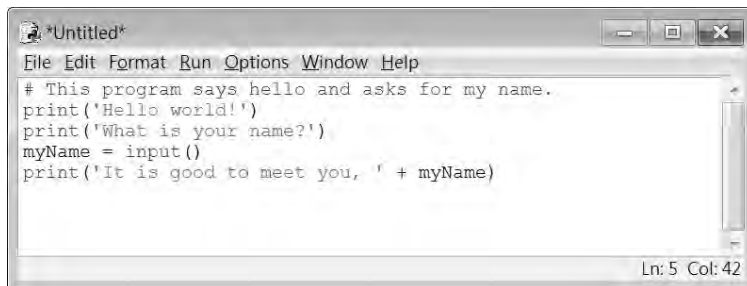 *Untitled*
File Edit Format Run Options Window Help
# This program says hello and asks for my name.
print('Hello world!')
print('What is your name?')
myName = input()
print('It is good to meet you, ' + myName)
Ln: 5 Col: 42